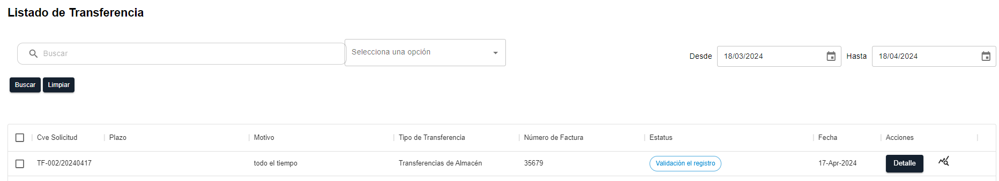 Listado de Transferencia
Buscar
Selecciona una opción
Desde 18/03/2024 Hasta 18/04/2024
Buscar Limpiar
Cve Solicitud Plazo Motivo Tipo de Transferencia Número de Factura Estatus Fecha Acciones
TF-002/20240417 todo el tiempo Transferencias de Almacén 35679 Validación el registro 17-Apr-2024 Detalle